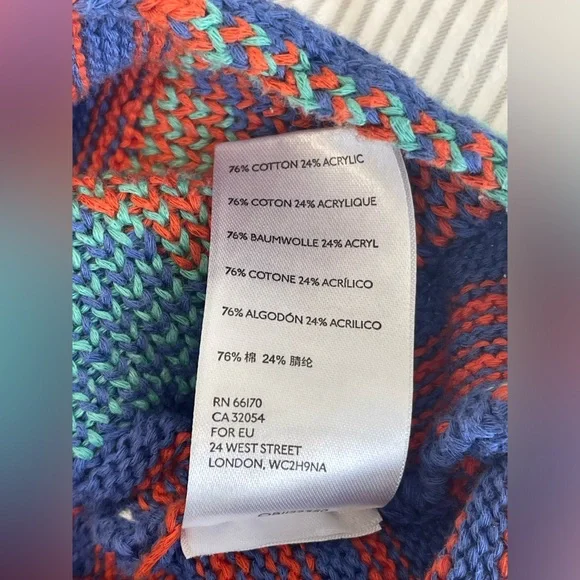 76% COTTON 24% ACRYLIC
76% COTON 24% ACRYLIQUE
76% BAUMWOLLE 24% ACRYL
76% COTONE 24% ACRÍLICO
76% ALGODÓN 24% ACRILICO
76% 棉 24% 腈纶
RN 66170
CA 32054
FOR EU
24 WEST STREET
LONDON, WC2H9NA